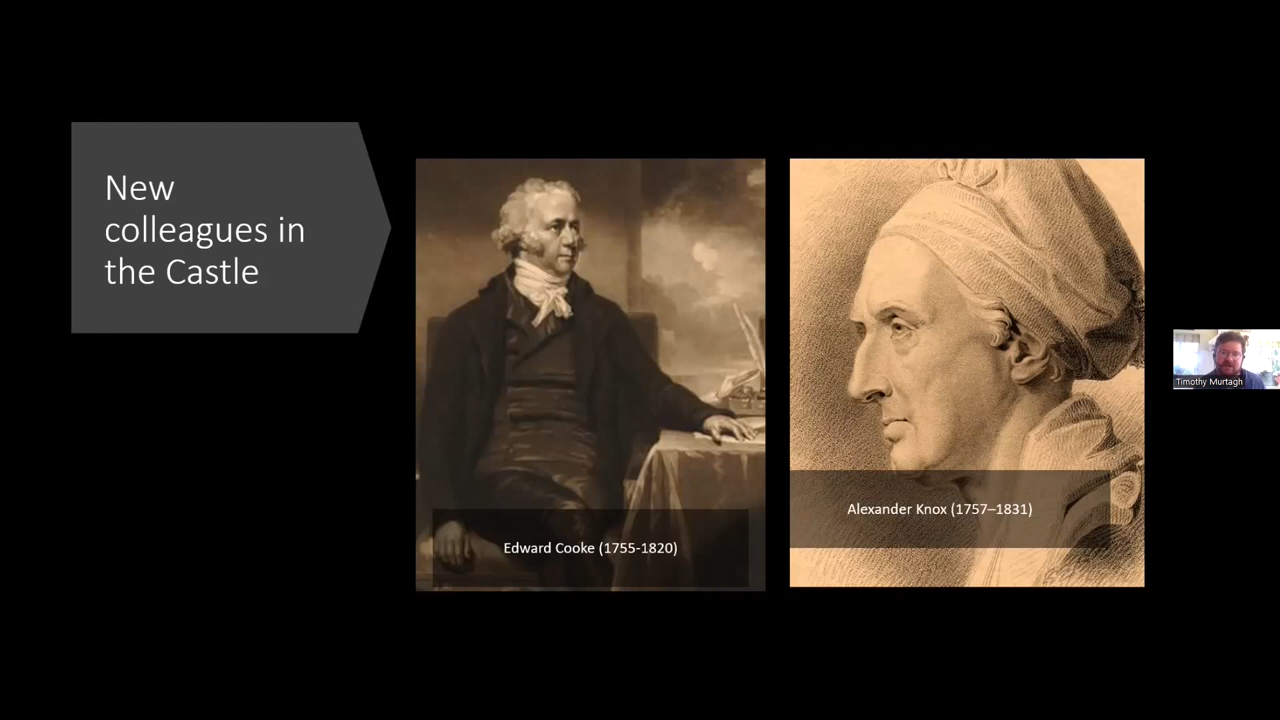 New
colleagues in
the Castle
Edward Cooke (1755-1820)
Alexander Knox (1757–1831)
Timothy Murtagh